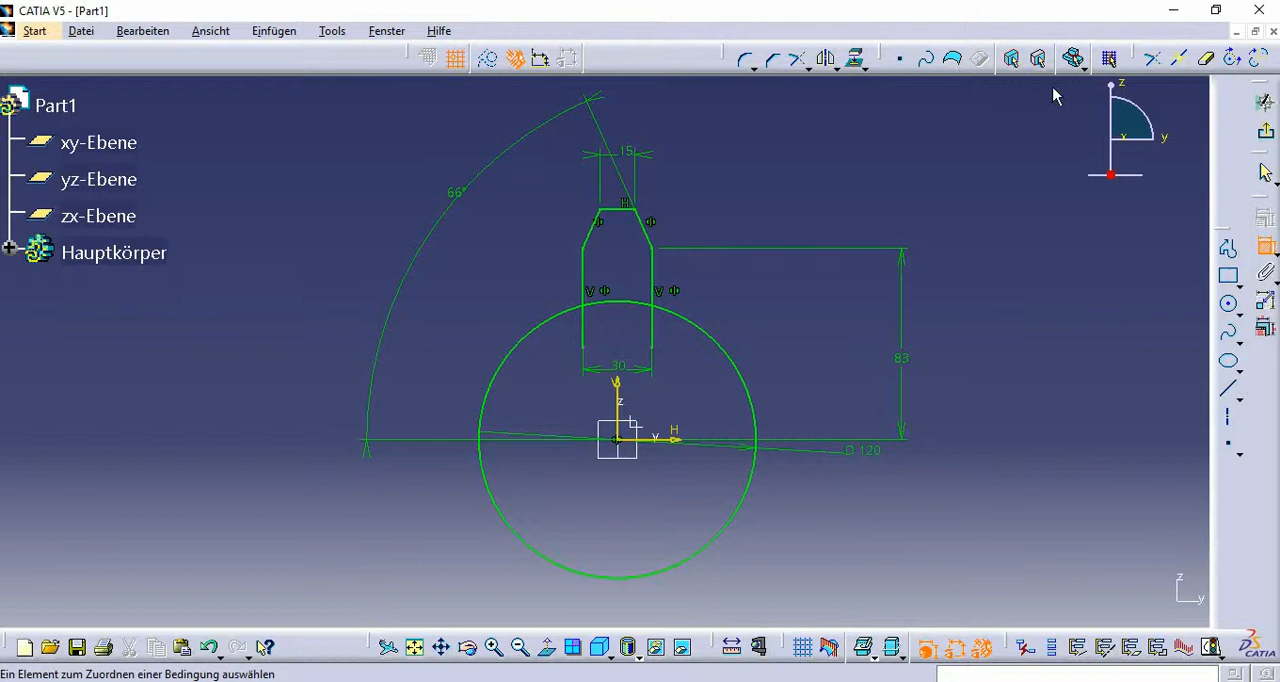 CATIA V5 - [Part1]
Start Datei Bearbeiten Ansicht Einfügen Tools Fenster Hilfe
Part1
xy-Ebene
yz-Ebene
zx-Ebene
Hauptkörper
z
x y
15
66°
H
V V
83
30
V
z
H
y
D 120
z
y
CATIA
Ein Element zum Zuordnen einer Bedingung auswählen